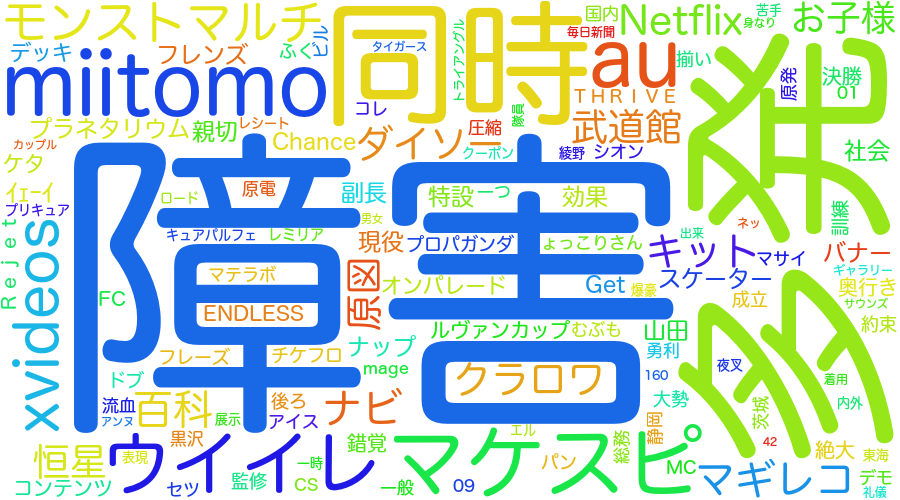 モンストマルチ
同時
国内
苦手
身なり
Netflix
お子様
毎日新聞
デッキ
フレンズ
ふく
ビル
タイガース
トライアングル
au
揃い
原発
決勝
01
miitomo
コレ
THRIVE
多発
プラネタリウム
親切
レシート
Chance
ダイソー
圧縮
隊員
武道館
カップル
クーポン
綾野
シオン
社会
ケタ
イェーイ
ロード
原電
副長
特設
一つ
効果
プリキュア
男女
訓練
Rejet
キュアパルフェ
レミリア
現役
プロパガンダ
ょっこりさん
出来
ネッ
キット
マサイ
バナー
障害
xvideos
マテラボ
原図
オンパレード
Get
爆豪
スケーター
ギャラリー
奥行き
FC
ENDLESS
成立
サウンズ
ルヴァンカップ
むぶも
山田
約束
フレーズ
チケフロ
ナップ
勇利
夜叉
ドブ
mage
クラロワ
160
着用
流血
百科
後ろ
ナビ
大勢
内外
アンヌ
展示
アイス
エル
静岡
茨城
42
恒星
ウイイレ
黒沢
錯覚
マケスピ
総務
絶大
東海
表現
一時
パン
MC
マギレコ
デモ
コンテンツ
セツ
監修
CS
一般
09
礼儀